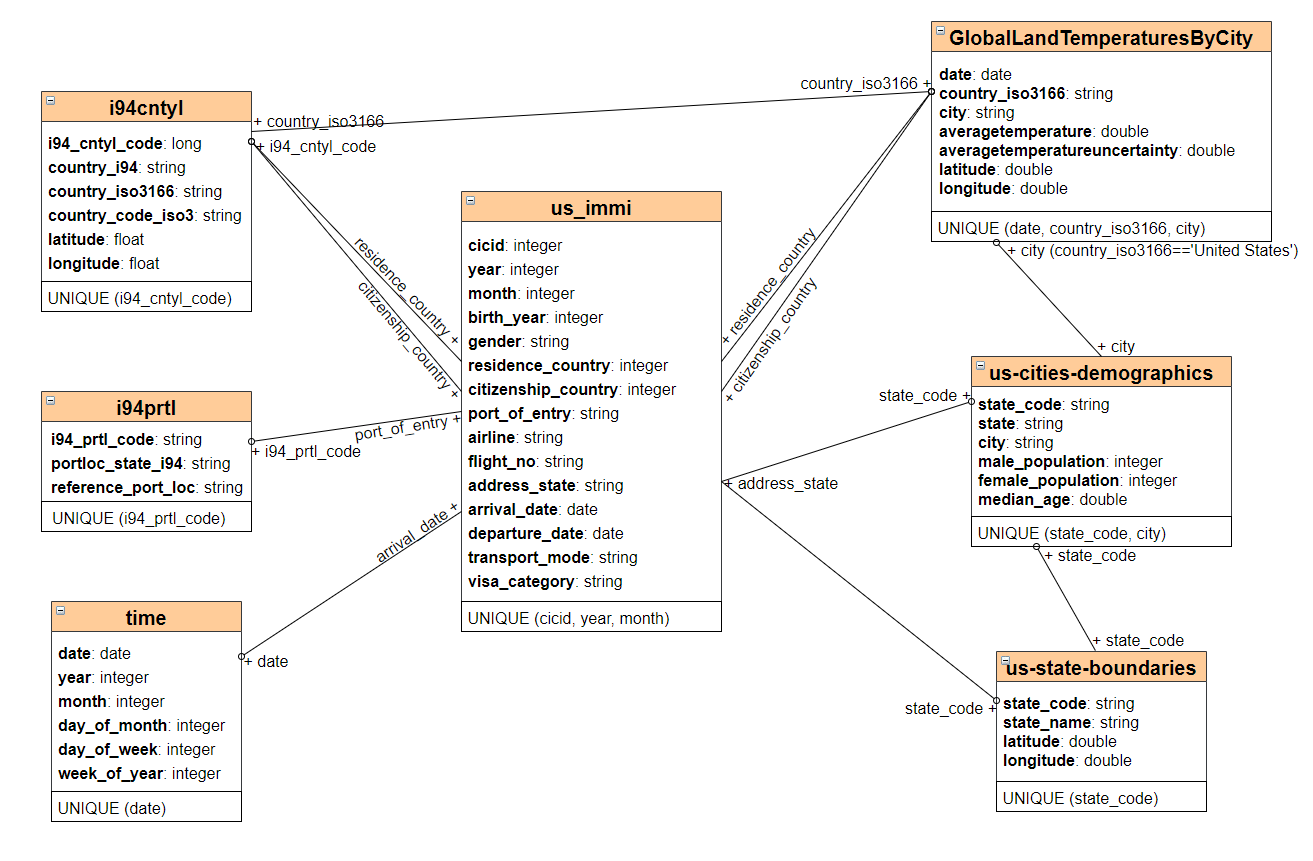 GlobalLandTemperaturesByCity
date: date
country_iso3166: string
city: string
averagetemperature: double
averagetemperatureuncertainty: double
latitude: double
longitude: double
UNIQUE (date, country_iso3166, city)
country_iso3166 +
+ city (country_iso3166=='United States')
i94cntyl
i94_cntyl_code: long
country_i94: string
country_iso3166: string
country_code_iso3: string
latitude: float
longitude: float
UNIQUE (i94_cntyl_code)
+ country_iso3166
+ i94_cntyl_code
residence_country +
citizenship_country +
us_immi
cicid: integer
year: integer
month: integer
birth_year: integer
gender: string
residence_country: integer
citizenship_country: integer
port_of_entry: string
airline: string
flight_no: string
address_state: string
arrival_date: date
departure_date: date
transport_mode: string
visa_category: string
UNIQUE (cicid, year, month)
+ residence_country
+ citizenship_country
+ address_state
i94prtl
i94_prtl_code: string
portloc_state_i94: string
reference_port_loc: string
UNIQUE (i94_prtl_code)
port_of_entry +
+ i94_prtl_code
arrival_date +
+ date
time
date: date
year: integer
month: integer
day_of_month: integer
day_of_week: integer
week_of_year: integer
UNIQUE (date)
+ city
state_code +
us-cities-demographics
state_code: string
state: string
city: string
male_population: integer
female_population: integer
median_age: double
UNIQUE (state_code, city)
+ state_code
+ state_code
state_code +
us-state-boundaries
state_code: string
state_name: string
latitude: double
longitude: double
UNIQUE (state_code)